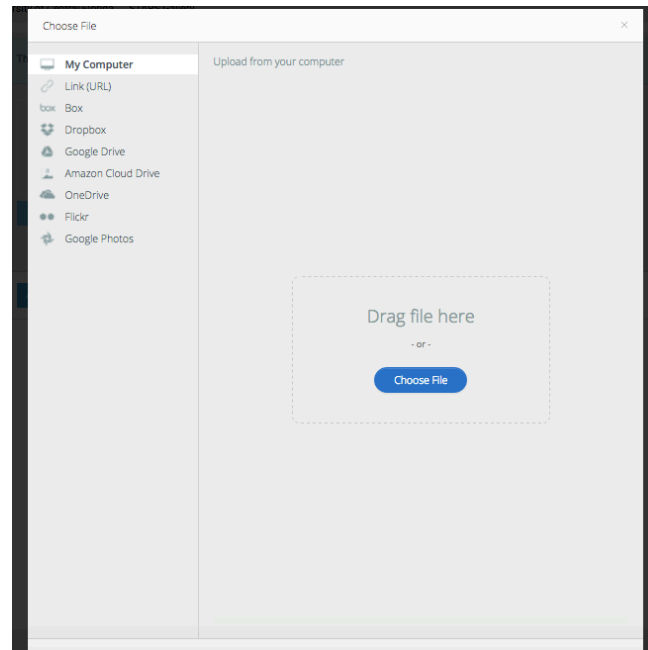 Choose File
My Computer
Link (URL)
box Box
Dropbox
Google Drive
Amazon Cloud Drive
OneDrive
Flickr
Google Photos
Upload from your computer
Drag file here
- or -
Choose File